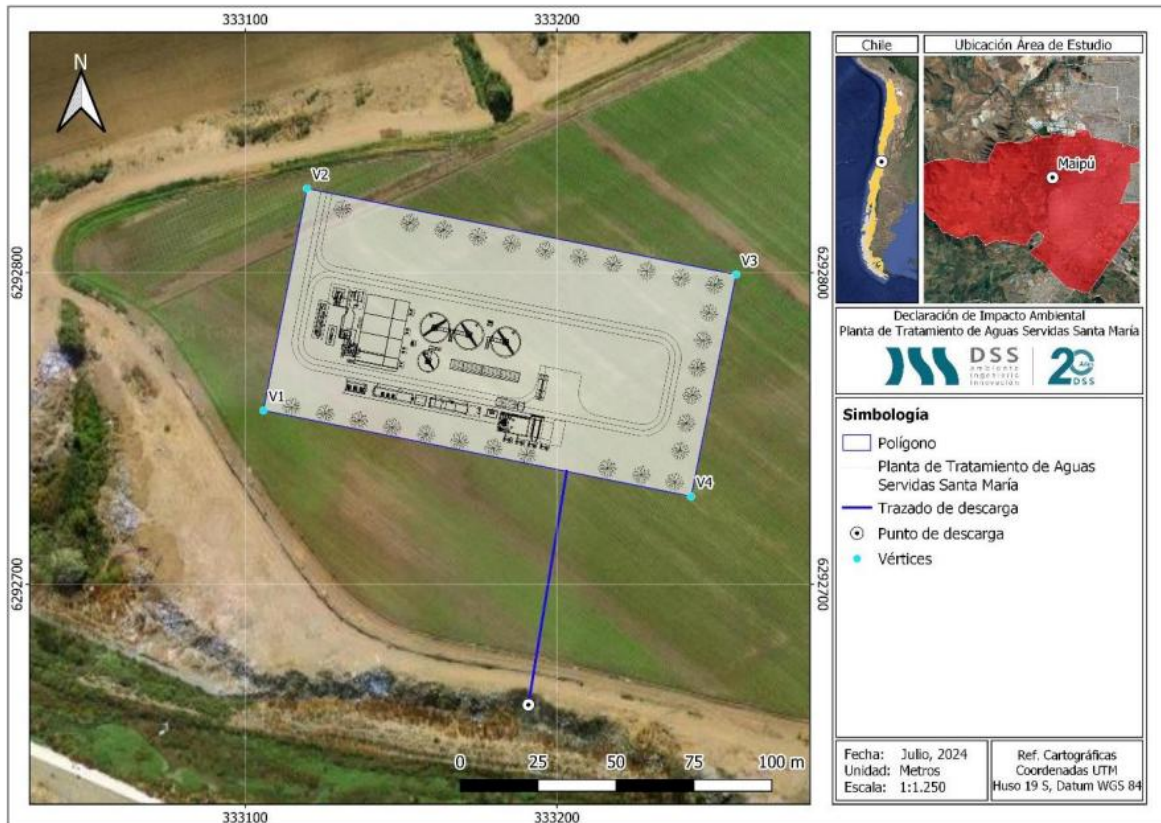 333100
333200
N
V2
V3
V1
V4
6292800
6292800
6292700
6292700
0 25 50 75 100 m
333100
333200
Chile
Ubicación Área de Estudio
Maipú
Declaración de Impacto Ambiental
Planta de Tratamiento de Aguas Servidas Santa María
DSS
ambiente
ingeniería
innovación
20
Años
DSS
Simbología
Polígono
Planta de Tratamiento de Aguas
Servidas Santa María
Trazado de descarga
Punto de descarga
Vértices
Fecha: Julio, 2024
Unidad: Metros
Escala: 1:1.250
Ref. Cartográficas
Coordenadas UTM
Huso 19 S, Datum WGS 84